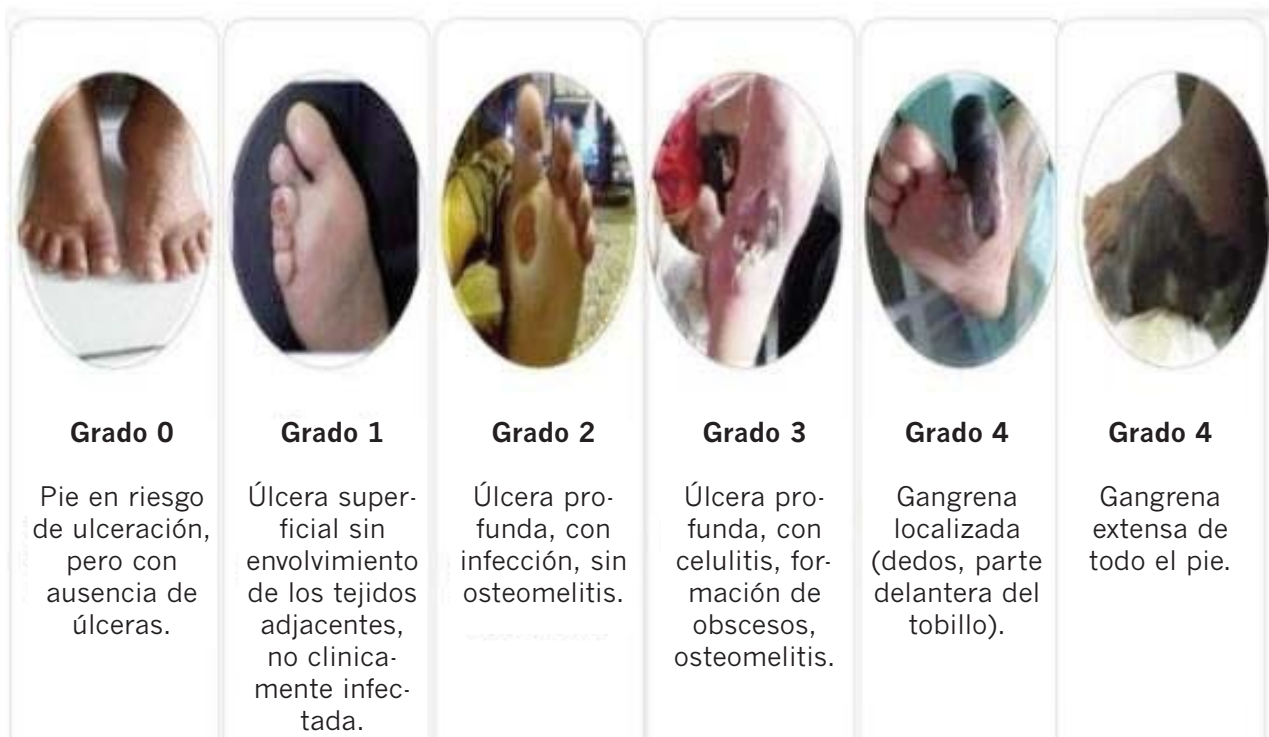 Grado 0
Pie en riesgo
de ulceración,
pero con
ausencia de
úlceras.
Grado 1
Úlcera super-
ficial sin
envolvimiento
de los tejidos
adjacentes,
no clinica-
mente infec-
tada.
Grado 2
Úlcera pro-
funda, con
infección, sin
osteomelitis.
Grado 3
Úlcera pro-
funda, con
celulitis, for-
mación de
obscesos,
osteomelitis.
Grado 4
Gangrena
localizada
(dedos, parte
delantera del
tobillo).
Grado 4
Gangrena
extensa de
todo el pie.